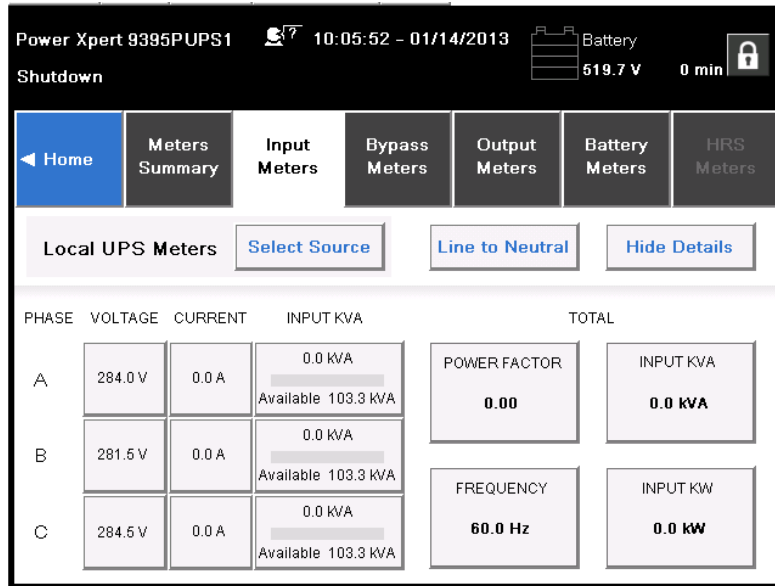 Power Xpert 9395PUPS1
?
10:05:52 - 01/14/2013
Battery
Shutdown
519.7 V
0 min
Home
Meters
Summary
Input
Meters
Bypass
Meters
Output
Meters
Battery
Meters
HRS
Meters
Local UPS Meters
Select Source
Line to Neutral
Hide Details
PHASE VOLTAGE CURRENT INPUT KVA
TOTAL
A
284.0 V
0.0 A
0.0 kVA
Available 103.3 kVA
B
281.5 V
0.0 A
0.0 kVA
Available 103.3 kVA
C
284.5 V
0.0 A
0.0 kVA
Available 103.3 kVA
POWER FACTOR
0.00
INPUT KVA
0.0 kVA
FREQUENCY
60.0 Hz
INPUT KW
0.0 kW